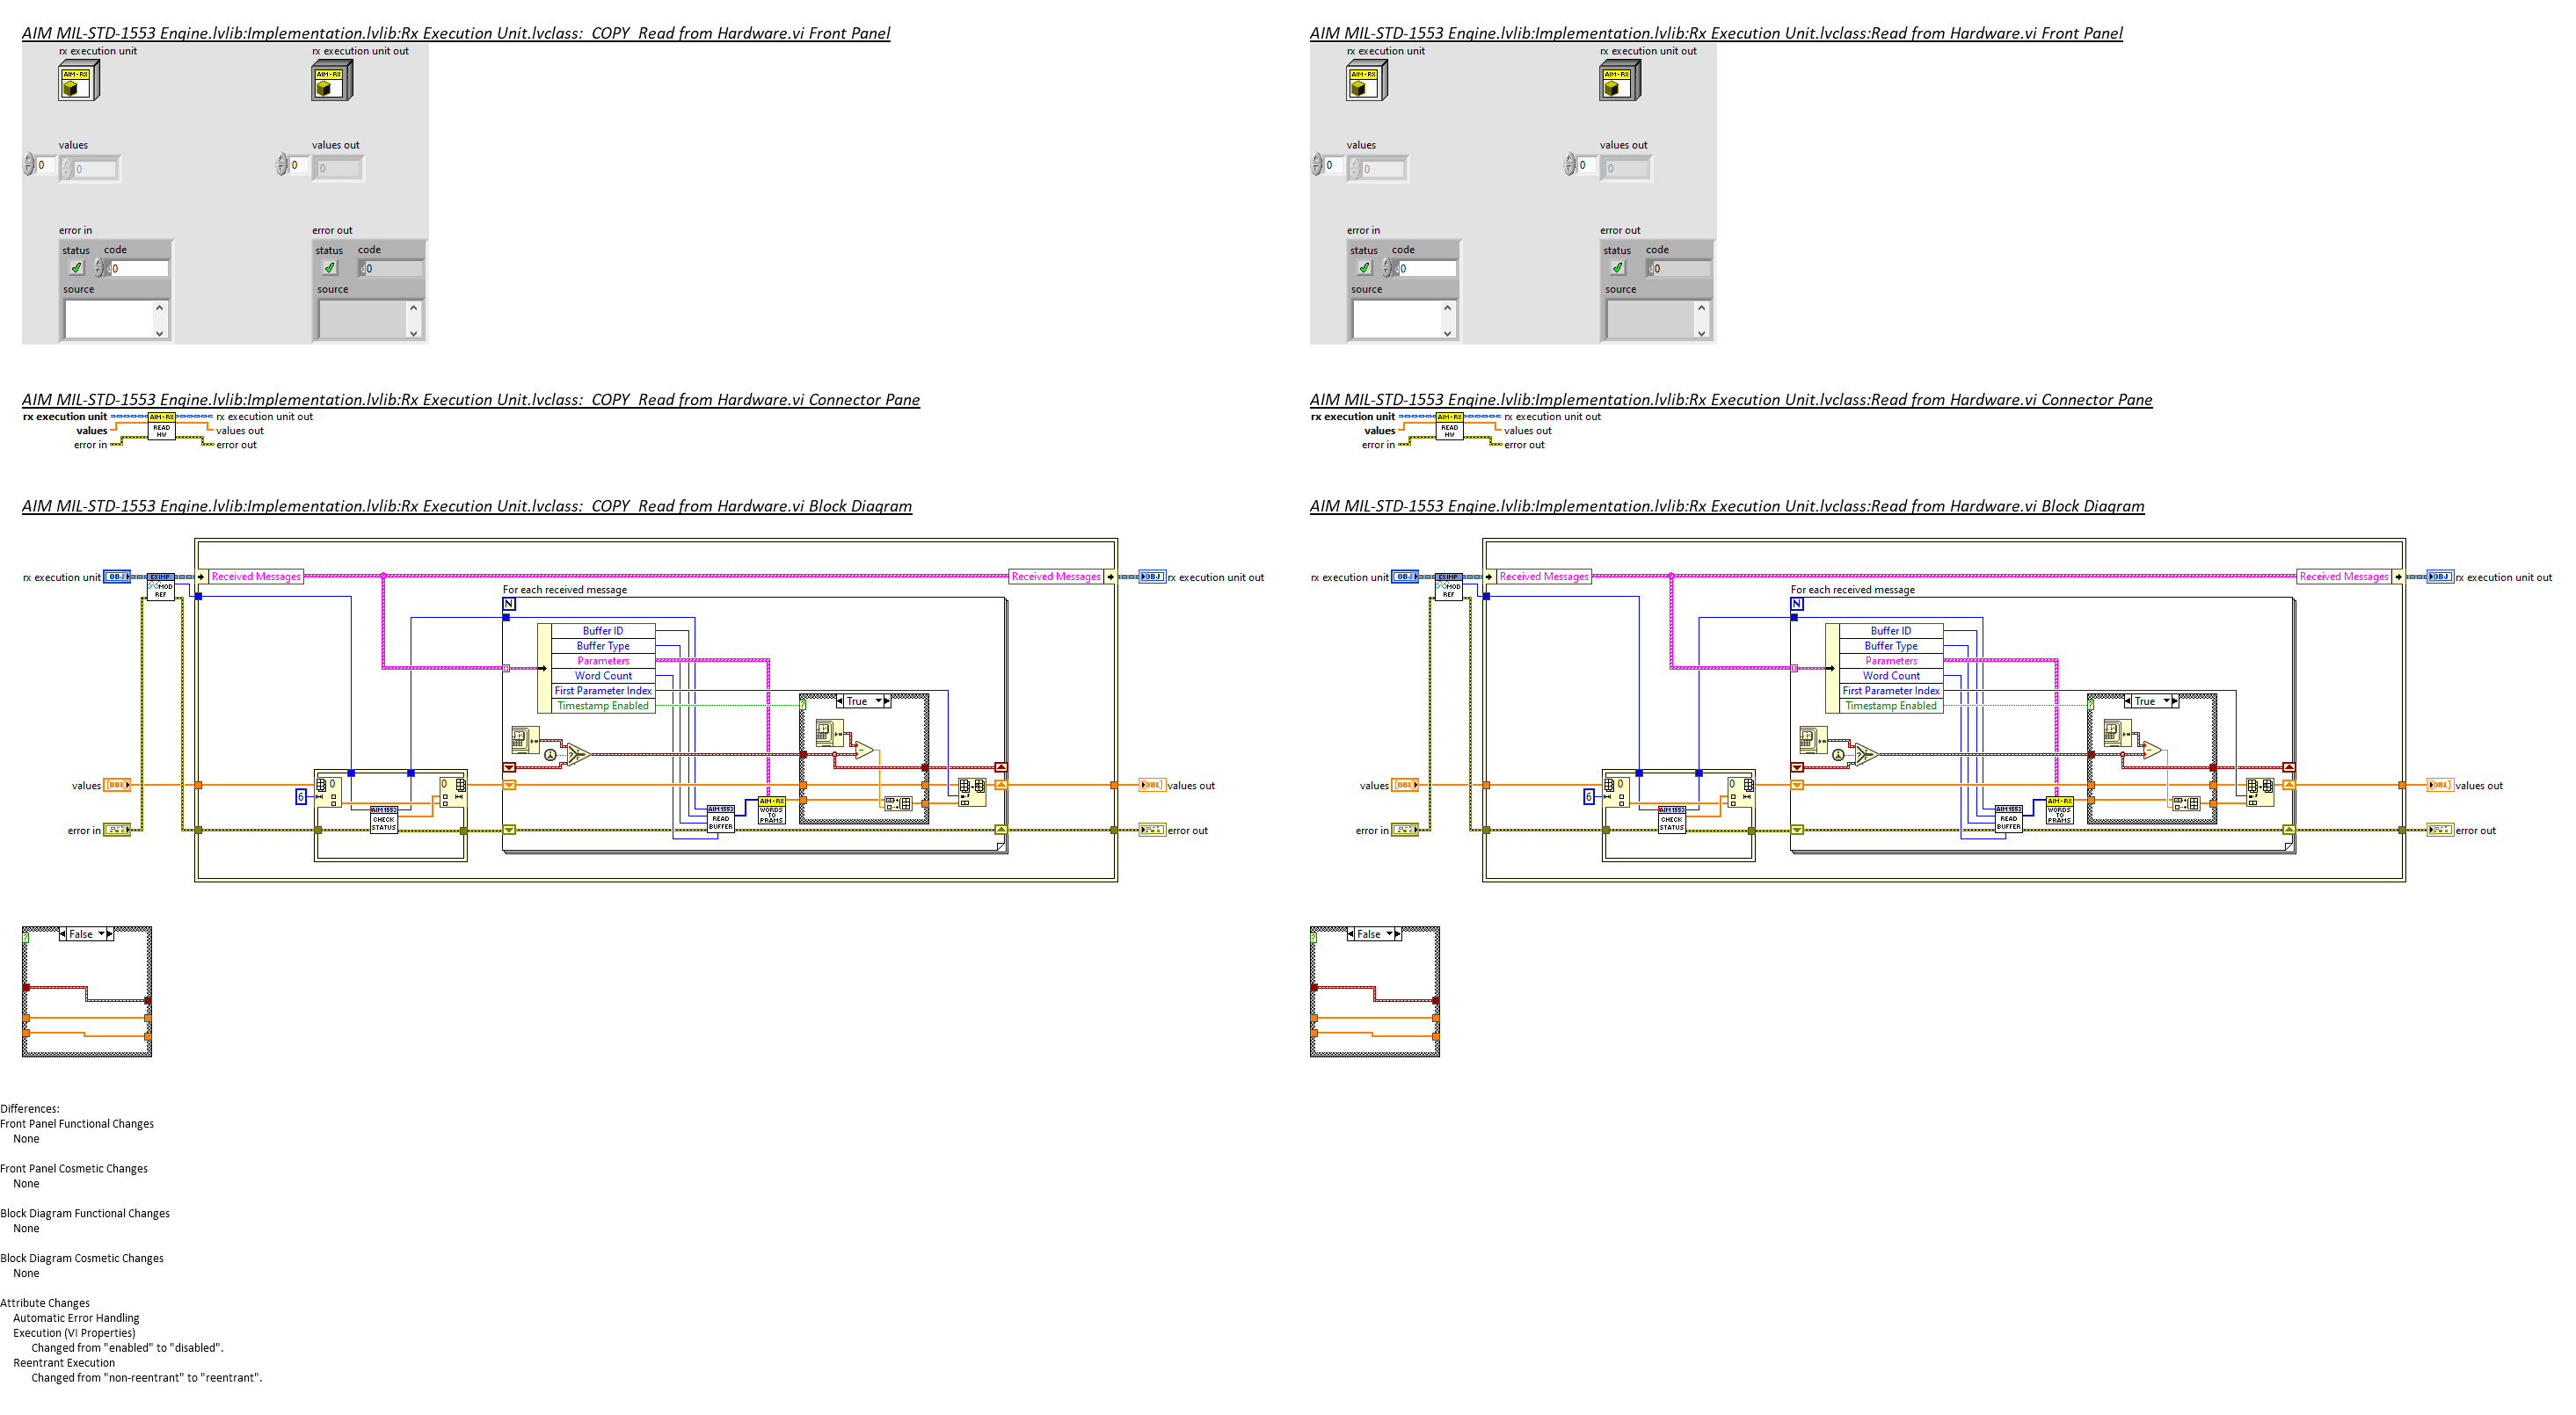 AIM MIL-STD-1553 Engine.lvlib:Implementation.lvlib:Rx Execution Unit.lvclass:  COPY  Read from Hardware.vi Front Panel
rx execution unit
rx execution unit out
AIM-RX
AIM-RX
values
values out
0
0
0
0
error in
error out
status
code
status
code
d0
d0
source
source
AIM MIL-STD-1553 Engine.lvlib:Implementation.lvlib:Rx Execution Unit.lvclass:  COPY  Read from Hardware.vi Connector Pane
rx execution unit
AIM-RX
rx execution unit out
values
READ
HW
values out
error in
error out
AIM MIL-STD-1553 Engine.lvlib:Implementation.lvlib:Rx Execution Unit.lvclass:  COPY  Read from Hardware.vi Block Diagram
rx execution unit
OBJ
MOD
REF
Received Messages
Received Messages
OBJ
rx execution unit out
For each received message
N
Buffer ID
Buffer Type
Parameters
Word Count
First Parameter Index
Timestamp Enabled
True
i
values
DBL
6
0
0
AIM1553
CHECK
STATUS
AIM1553
READ
BUFFER
AIM-RX
WORDS
TO
PRAMS
DBL
values out
error in
error out
False
AIM MIL-STD-1553 Engine.lvlib:Implementation.lvlib:Rx Execution Unit.lvclass:Read from Hardware.vi Front Panel
rx execution unit
rx execution unit out
AIM-RX
AIM-RX
values
values out
0
0
0
0
error in
error out
status
code
status
code
d0
d0
source
source
AIM MIL-STD-1553 Engine.lvlib:Implementation.lvlib:Rx Execution Unit.lvclass:Read from Hardware.vi Connector Pane
rx execution unit
AIM-RX
rx execution unit out
values
READ
HW
values out
error in
error out
AIM MIL-STD-1553 Engine.lvlib:Implementation.lvlib:Rx Execution Unit.lvclass:Read from Hardware.vi Block Diagram
rx execution unit
OBJ
MOD
REF
Received Messages
Received Messages
OBJ
rx execution unit out
For each received message
N
Buffer ID
Buffer Type
Parameters
Word Count
First Parameter Index
Timestamp Enabled
True
i
values
DBL
6
0
0
AIM1553
CHECK
STATUS
AIM1553
READ
BUFFER
AIM-RX
WORDS
TO
PRAMS
DBL
values out
error in
error out
False
Differences:
Front Panel Functional Changes
None
Front Panel Cosmetic Changes
None
Block Diagram Functional Changes
None
Block Diagram Cosmetic Changes
None
Attribute Changes
Automatic Error Handling
Execution (VI Properties)
Changed from "enabled" to "disabled".
Reentrant Execution
Changed from "non-reentrant" to "reentrant".